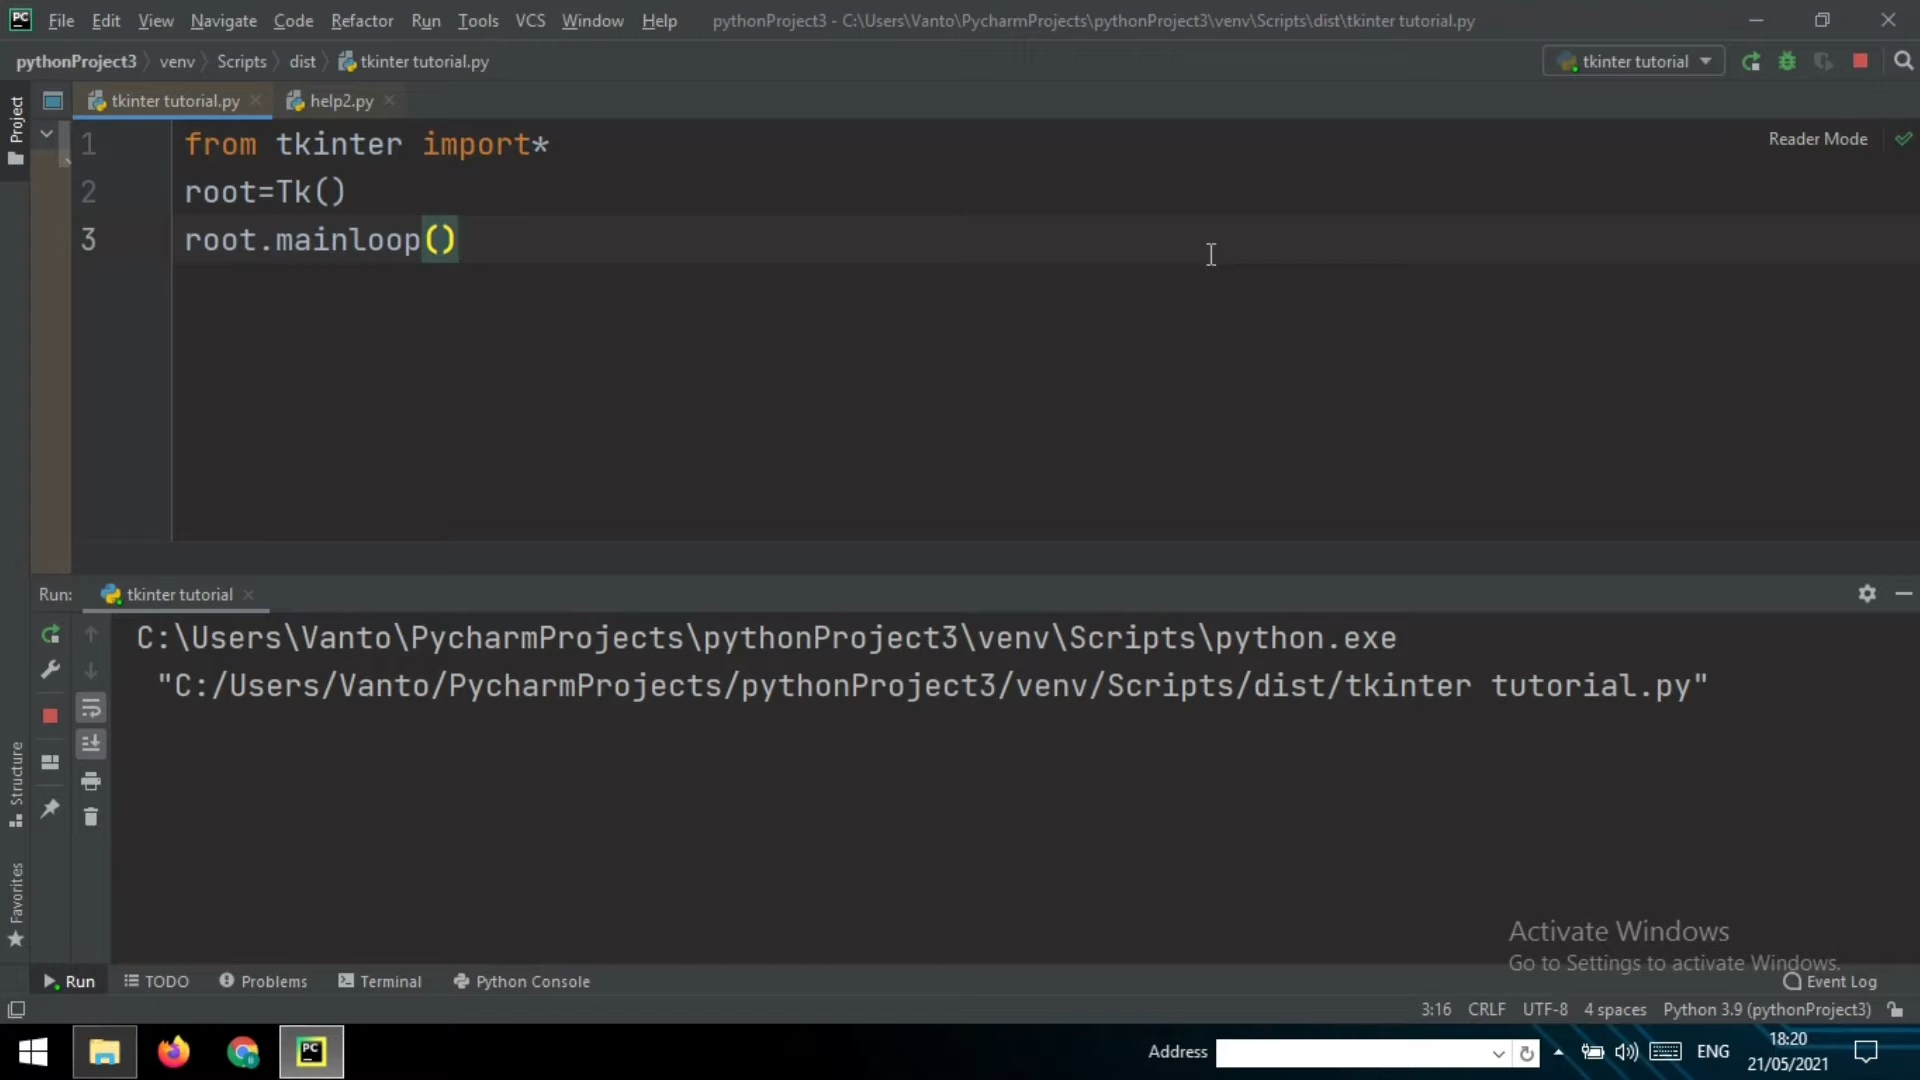 PC File Edit View Navigate Code Refactor Run Tools VCS Window Help pythonProject3 - C:\Users\Vanto\PycharmProjects\pythonProject3\venv\Scripts\dist\tkinter tutorial.py
pythonProject3 venv Scripts dist tkinter tutorial.py tkinter tutorial
Project
tkinter tutorial.py help2.py
1 from tkinter import*
Reader Mode
2 root=Tk()
3 root.mainloop()
Run: tkinter tutorial
C:\Users\Vanto\PycharmProjects\pythonProject3\venv\Scripts\python.exe
"C:/Users/Vanto/PycharmProjects/pythonProject3/venv/Scripts/dist/tkinter tutorial.py"
Structure
Favorites
Activate Windows
Go to Settings to activate Windows.
Run TODO Problems Terminal Python Console Event Log
3:16 CRLF UTF-8 4 spaces Python 3.9 (pythonProject3)
PC Address ENG 18:20
21/05/2021